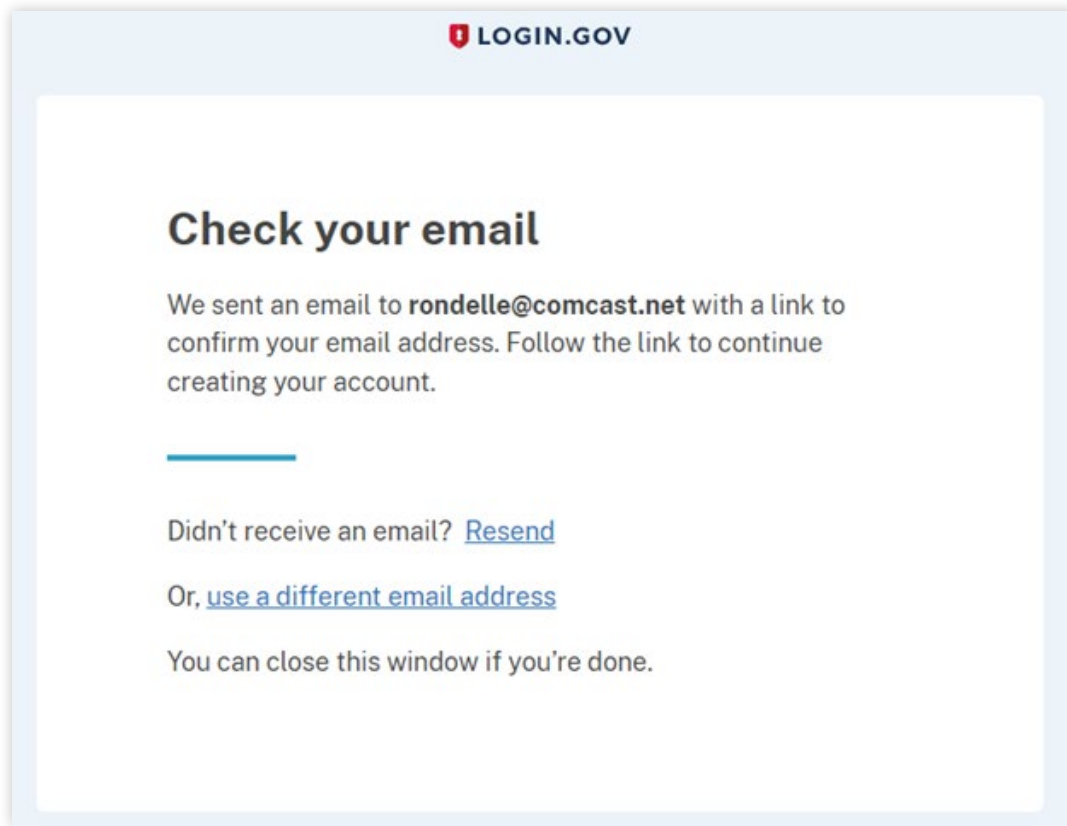 LOGIN.GOV
Check your email
We sent an email to rondelle@comcast.net with a link to
confirm your email address. Follow the link to continue
creating your account.
Didn’t receive an email? Resend
Or, use a different email address
You can close this window if you’re done.